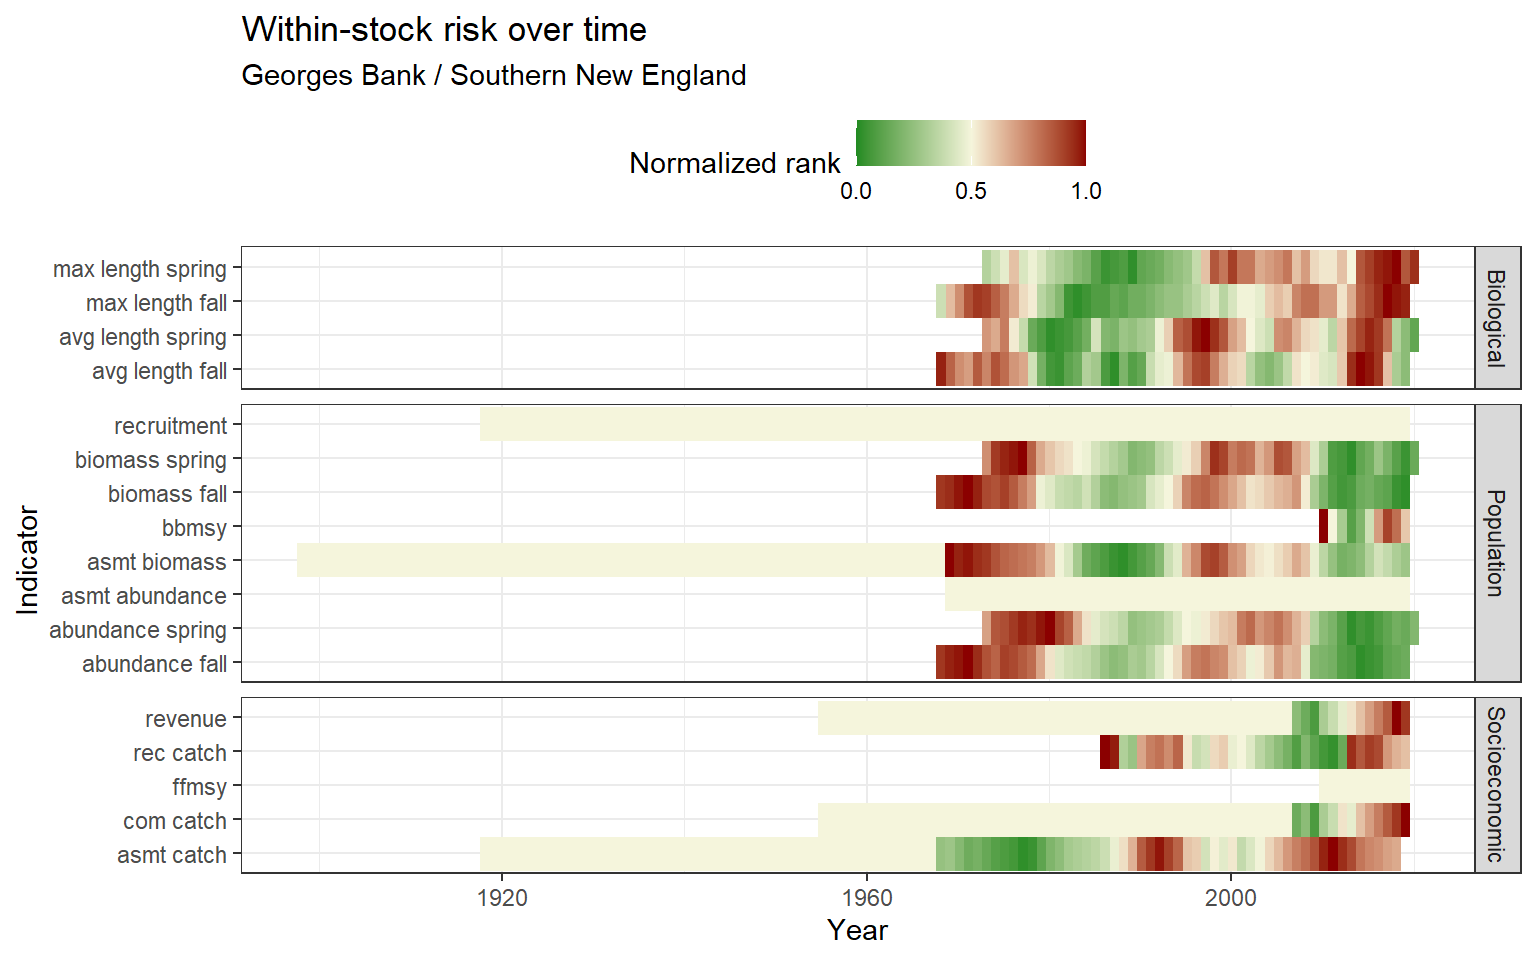 Within-stock risk over time
Georges Bank / Southern New England
Normalized rank
0.0 0.5 1.0
max length spring
max length fall
avg length spring
avg length fall
Biological
recruitment
biomass spring
biomass fall
bbmsy
asmt biomass
asmt abundance
abundance spring
abundance fall
Population
revenue
rec catch
ffmsy
com catch
asmt catch
Socioeconomic
Indicator
1920 1960 2000
Year